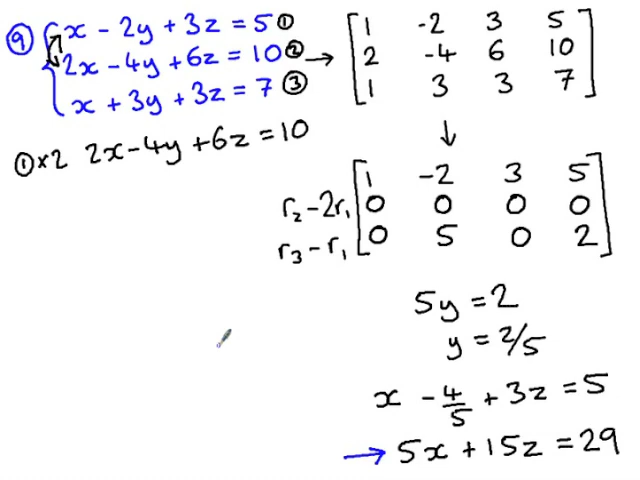 ⑨ x - 2y + 3z = 5 ①
2x - 4y + 6z = 10 ②
x + 3y + 3z = 7 ③
①×2 2x - 4y + 6z = 10
→ [1 -2 3 5
2 -4 6 10
1 3 3 7]
↓
[1 -2 3 5
r₂-2r₁ 0 0 0 0
r₃-r₁ 0 5 0 2]
5y = 2
y = 2/5
x - 4/5 + 3z = 5
→ 5x + 15z = 29